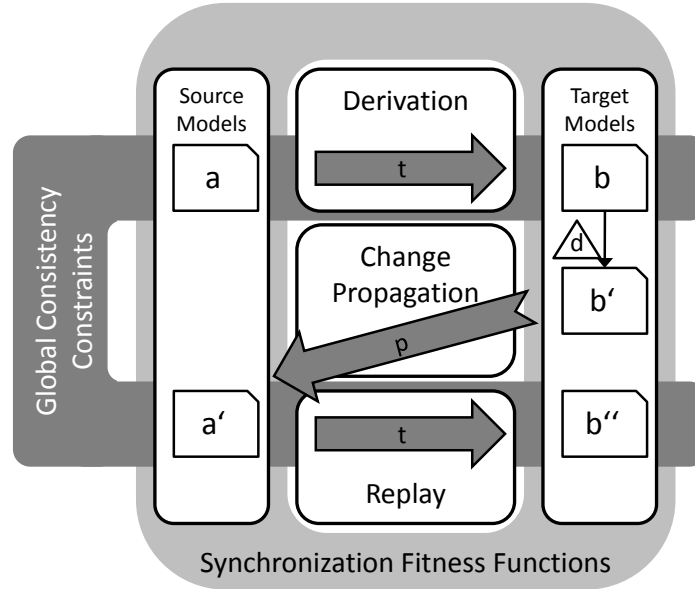 Source
Models
Derivation
Target
Models
a
t
b
d
Change
Propagation
b‘
p
Global Consistency
Constraints
a‘
t
b‘‘
Replay
Synchronization Fitness Functions